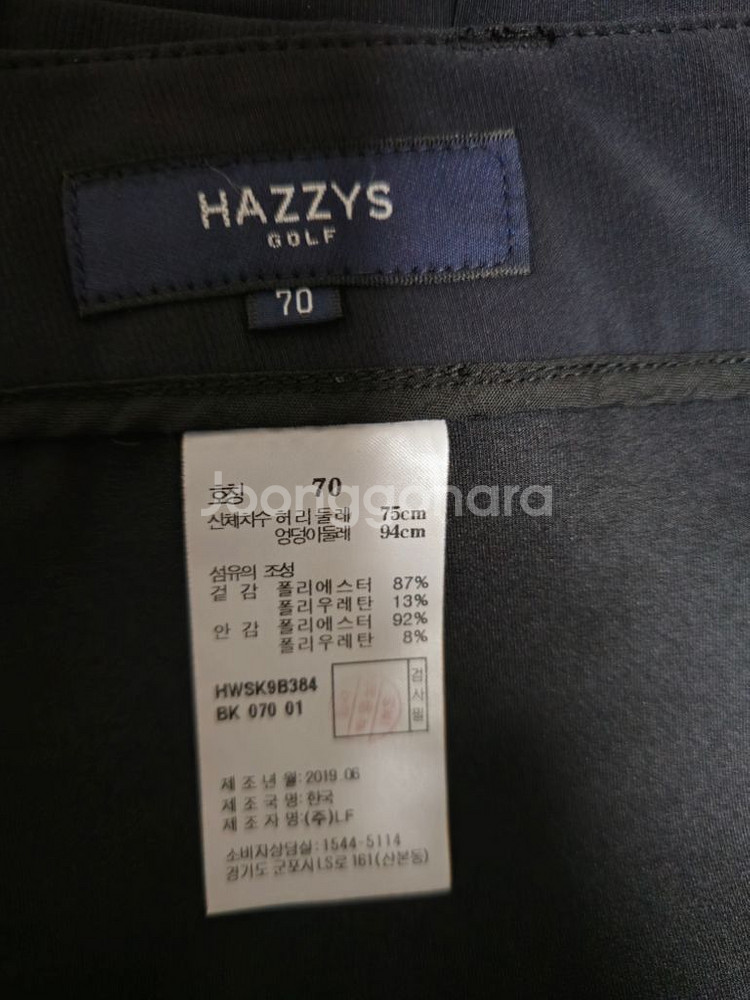 HAZZYS
GOLF
70
호칭 70
신체치수 허리둘레 75cm
엉덩이둘레 94cm
섬유의 조성
겉감 폴리에스터 87%
폴리우레탄 13%
안감 폴리에스터 92%
폴리우레탄 8%
HWSK9B384
BK 070 01
검사필
제조년월:2019.06
제조국명:한국
제조자명:(주)LF
소비자상담실:1544-5114
경기도 군포시LS로 161(산본동)
Joonggonara